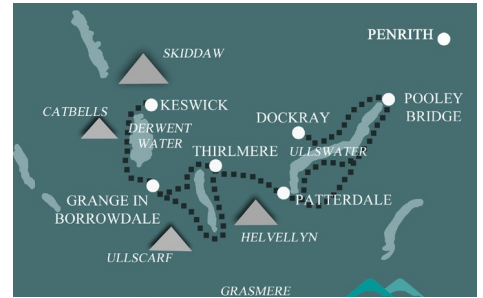 PENRITH
SKIDDAW
KESWICK
CATBELLS
DERWENT
WATER
DOCKRAY
POOLEY
BRIDGE
THIRLMERE
ULLSWATER
GRANGE IN
BORROWDALE
PATTERDALE
HELVELLYN
ULLSCARF
GRASMERE